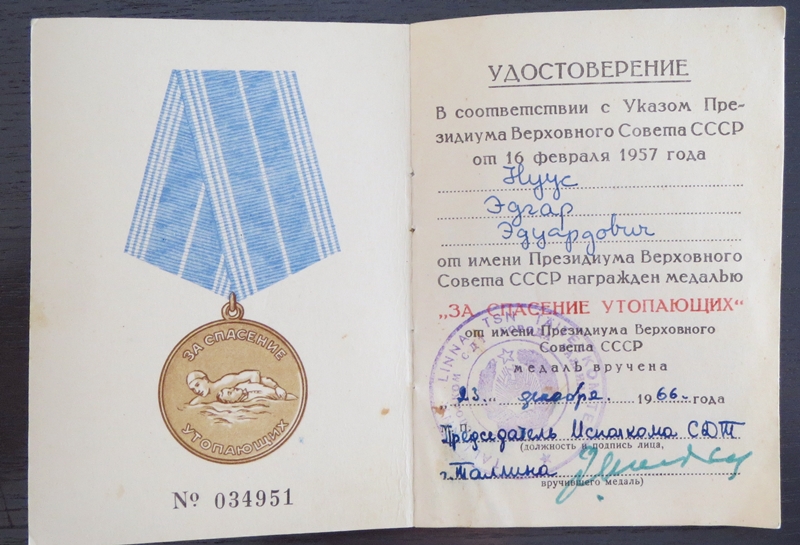 ЗА СПАСЕНИЕ
УТОПАЮЩИХ
№ 034951
УДОСТОВЕРЕНИЕ
В соответствии с Указом Пре-
зидиума Верховного Совета СССР
от 16 февраля 1957 года
Нуус
Эдгар
Эдуардович
от имени Президиума Верховного
Совета СССР награжден медалью
„ЗА СПАСЕНИЕ УТОПАЮЩИХ“
от имени Президиума Верховного
Совета СССР
медаль вручена
„23„ декабря 1966 года
Председатель Исполкома СДТ
(должность и подпись лица,
г. Таллина
вручившего медаль)